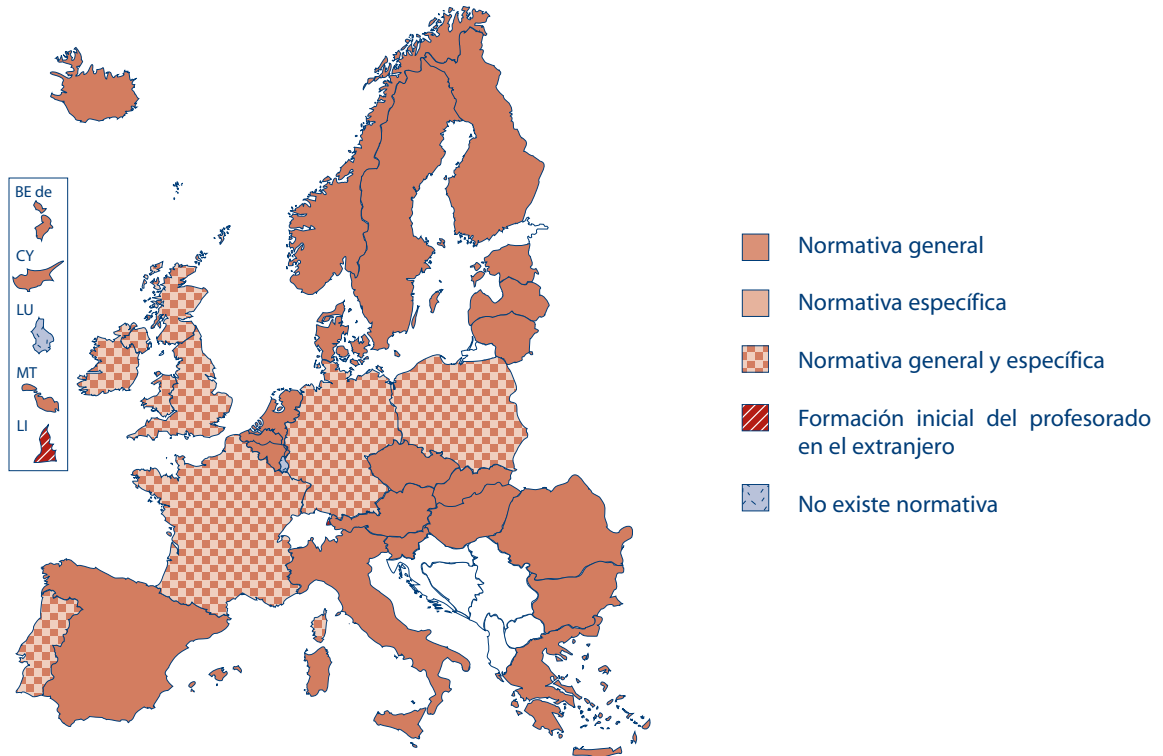 BE de
CY
LU
MT
LI
Normativa general
Normativa específica
Normativa general y específica
Formación inicial del profesorado
en el extranjero
No existe normativa